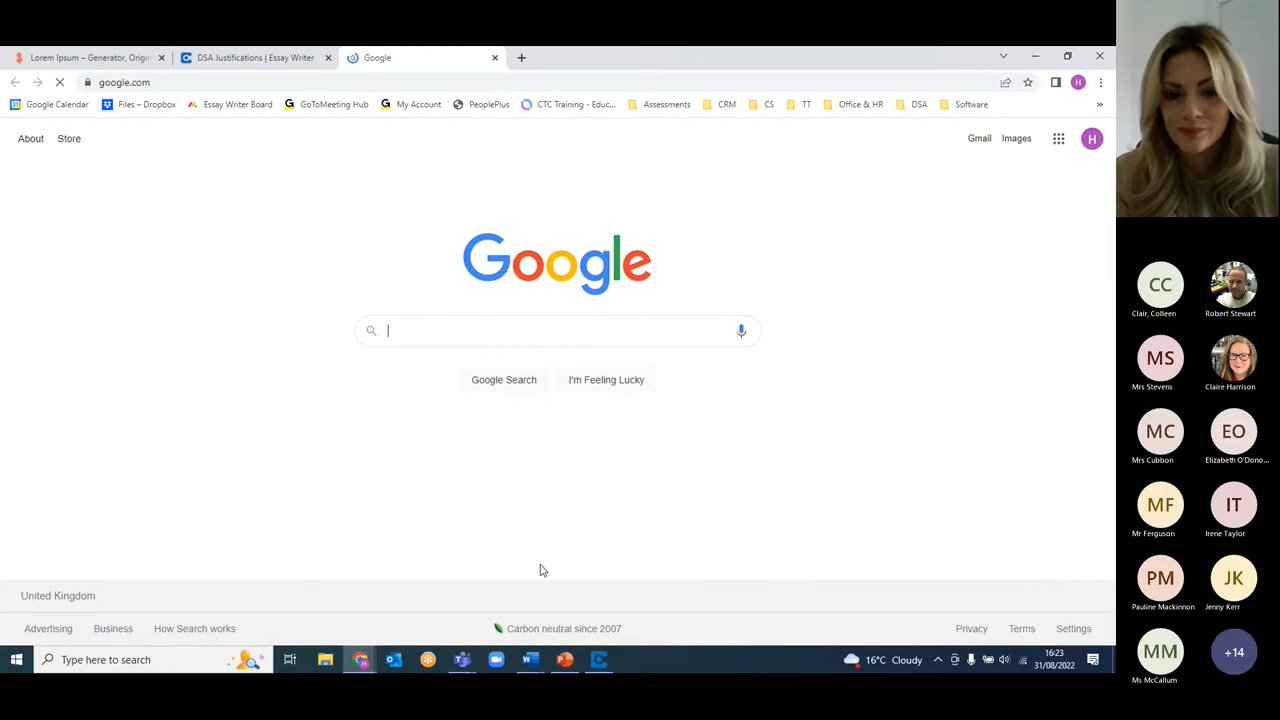 Lorem Ipsum – Generator, Origin
DSA Justifications | Essay Writer
Google
google.com
Google Calendar
Files – Dropbox
Essay Writer Board
GoToMeeting Hub
My Account
PeoplePlus
CTC Training - Educ...
Assessments
CRM
CS
TT
Office & HR
DSA
Software
»
About
Store
Gmail
Images
H
Google
Google Search
I'm Feeling Lucky
United Kingdom
Advertising
Business
How Search works
Carbon neutral since 2007
Privacy
Terms
Settings
Type here to search
16°C Cloudy
16:23
31/08/2022
CC
Clair, Colleen
Robert Stewart
MS
Mrs Stevens
Claire Harrison
MC
Mrs Cubbon
EO
Elizabeth O'Dono...
MF
Mr Ferguson
IT
Irene Taylor
PM
Pauline Mackinnon
JK
Jenny Kerr
MM
Ms McCallum
+14